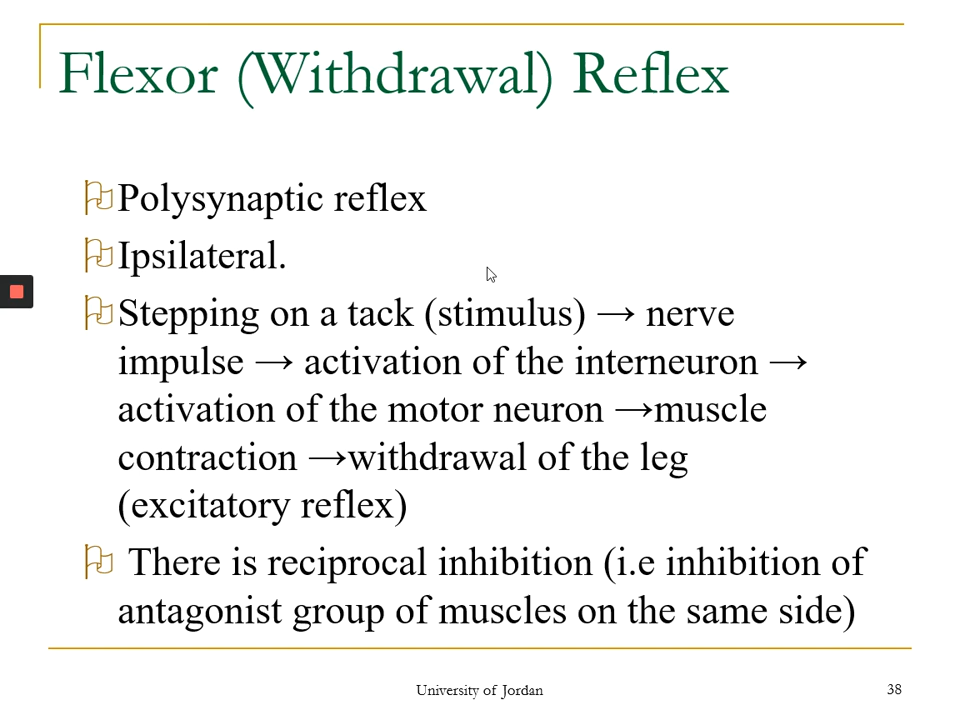 Flexor (Withdrawal) Reflex
Polysynaptic reflex
Ipsilateral.
Stepping on a tack (stimulus) → nerve
impulse → activation of the interneuron →
activation of the motor neuron →muscle
contraction →withdrawal of the leg
(excitatory reflex)
There is reciprocal inhibition (i.e inhibition of
antagonist group of muscles on the same side)
University of Jordan
38